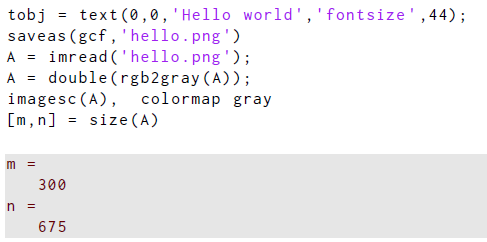 tobj = text(0,0,'Hello world','fontsize',44);
saveas(gcf,'hello.png')
A = imread('hello.png');
A = double(rgb2gray(A));
imagesc(A),  colormap gray
[m,n] = size(A)
m =
   300
n =
   675